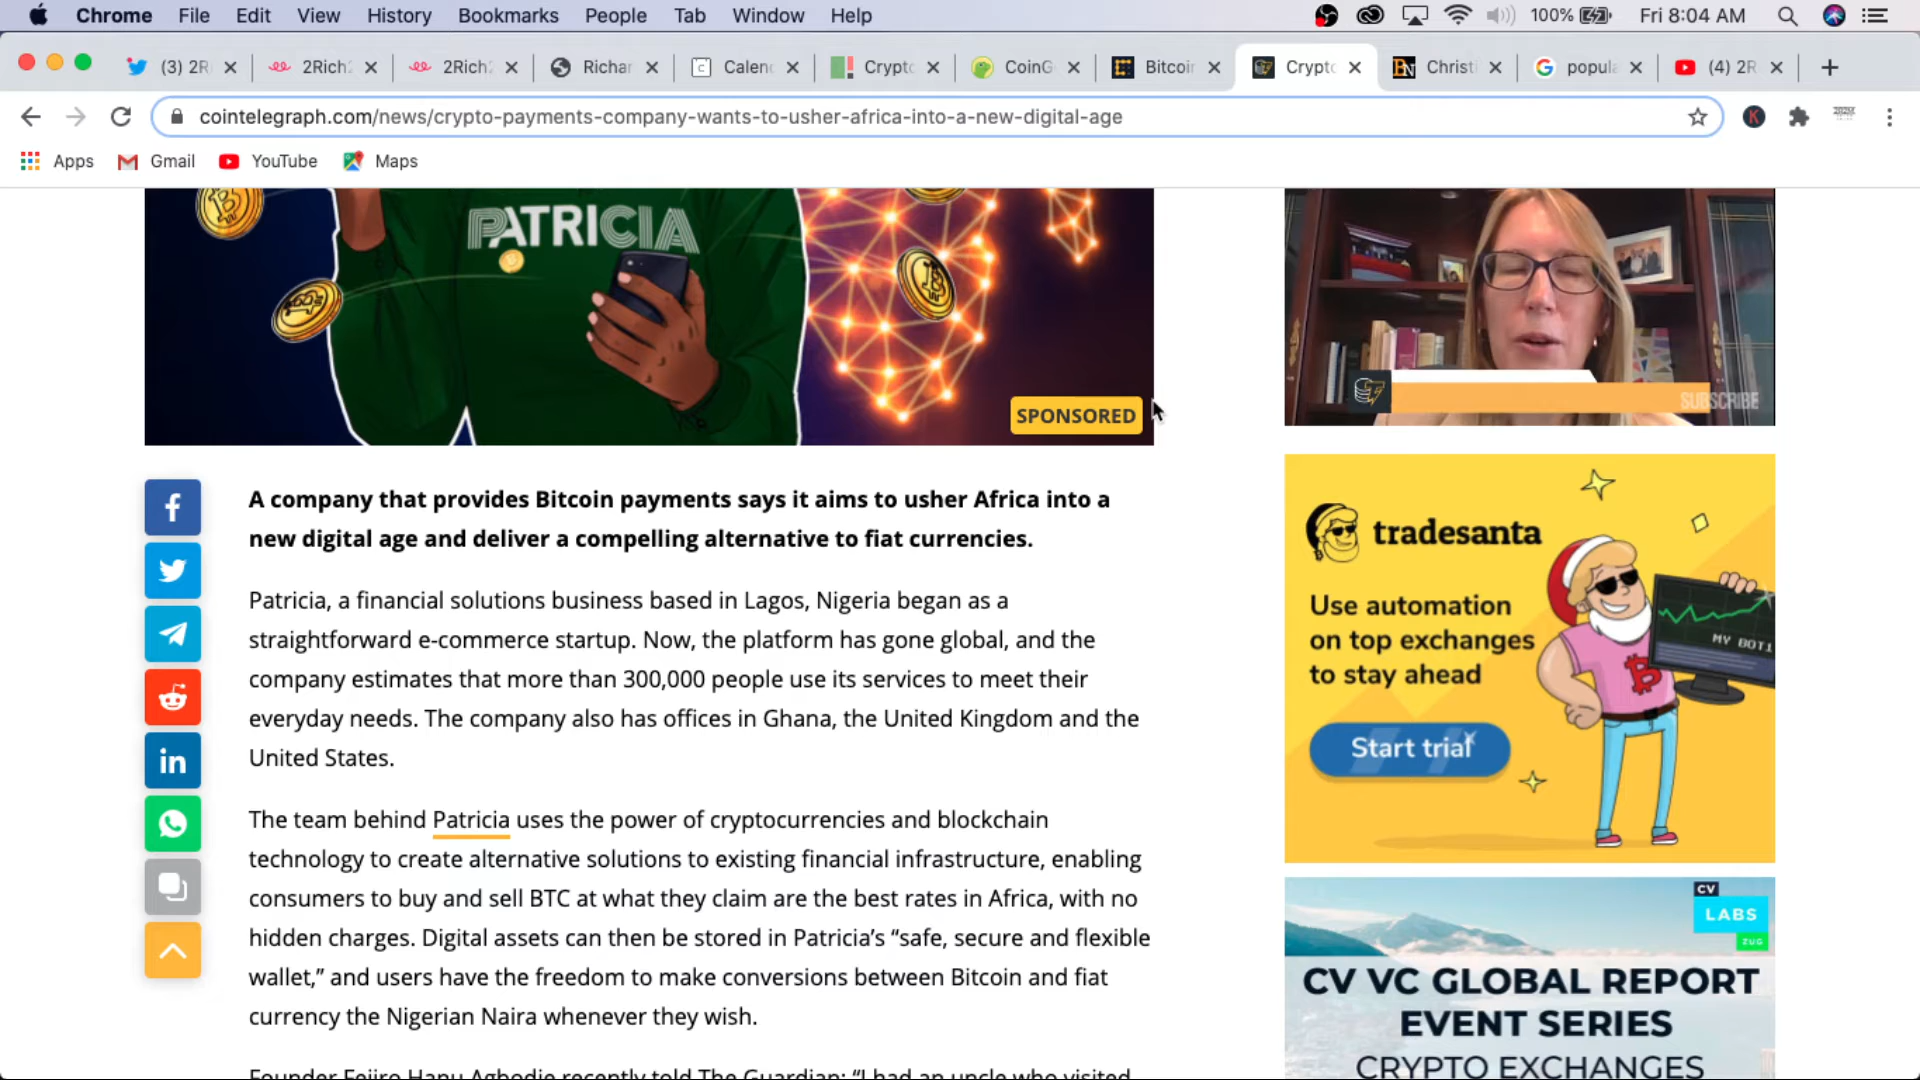 Chrome File Edit View History Bookmarks People Tab Window Help 100% Fri 8:04 AM
(3) 2Ri 2Rich2 2Rich2 Richar Calend Crypto CoinG Bitcoin Crypto Christi popula (4) 2R
cointelegraph.com/news/crypto-payments-company-wants-to-usher-africa-into-a-new-digital-age
Apps Gmail YouTube Maps
PATRICIA
SPONSORED
SUBSCRIBE
A company that provides Bitcoin payments says it aims to usher Africa into a
new digital age and deliver a compelling alternative to fiat currencies.
Patricia, a financial solutions business based in Lagos, Nigeria began as a
straightforward e-commerce startup. Now, the platform has gone global, and the
company estimates that more than 300,000 people use its services to meet their
everyday needs. The company also has offices in Ghana, the United Kingdom and the
United States.
The team behind Patricia uses the power of cryptocurrencies and blockchain
technology to create alternative solutions to existing financial infrastructure, enabling
consumers to buy and sell BTC at what they claim are the best rates in Africa, with no
hidden charges. Digital assets can then be stored in Patricia’s “safe, secure and flexible
wallet,” and users have the freedom to make conversions between Bitcoin and fiat
currency the Nigerian Naira whenever they wish.
Founder Fejiro Hanu Agbodje recently told The Guardian: “I had an uncle who visited
tradesanta
Use automation
on top exchanges
to stay ahead
MY BOT1
Start trial
CV
LABS
ZUG
CV VC GLOBAL REPORT
EVENT SERIES
CRYPTO EXCHANGES